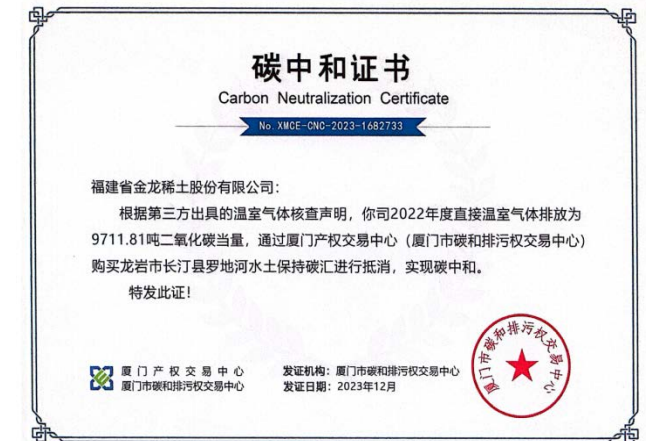 碳中和证书
Carbon Neutralization Certificate
No. XMCE-CNC-2023-1682733
福建省金龙稀土股份有限公司：
根据第三方出具的温室气体核查声明，你司2022年度直接温室气体排放为
9711.81吨二氧化碳当量，通过厦门产权交易中心（厦门市碳和排污权交易中心）
购买龙岩市长汀县罗地河水土保持碳汇进行抵消，实现碳中和。
特发此证！
厦门产权交易中心
厦门市碳和排污权交易中心
发证机构：厦门市碳和排污权交易中心
发证日期：2023年12月
厦门市碳和排污权交易中心